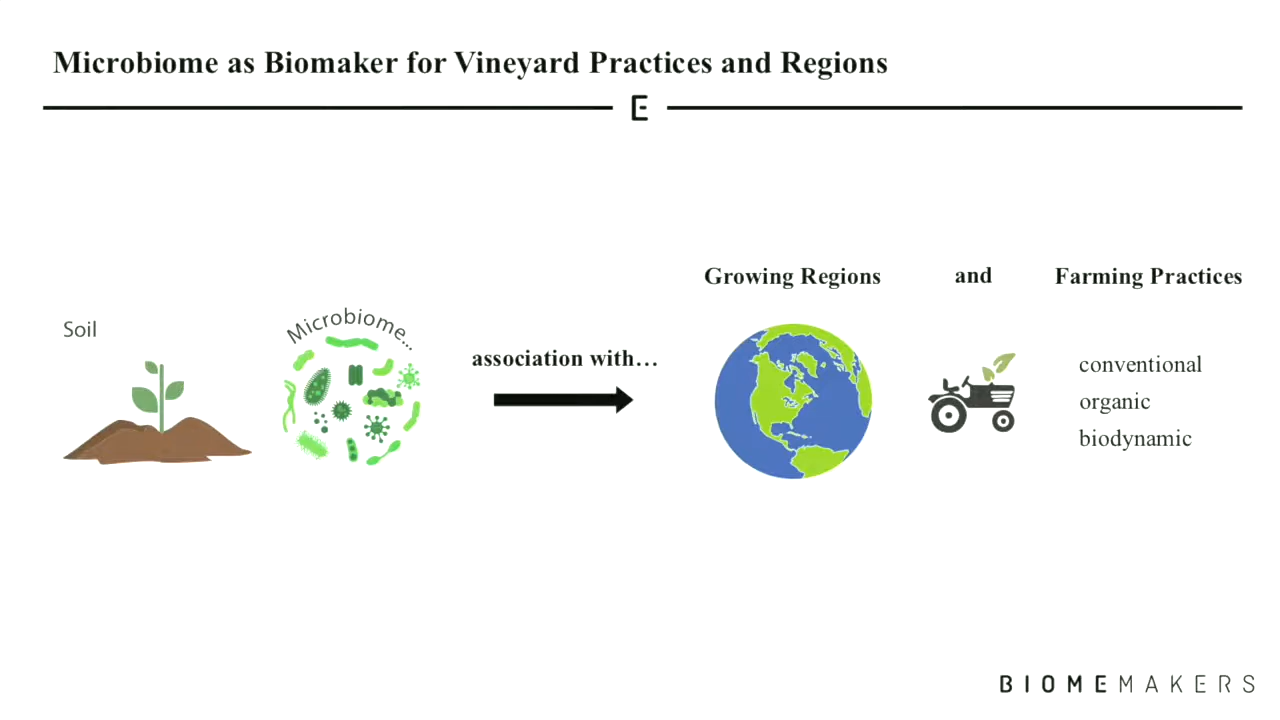 Microbiome as Biomaker for Vineyard Practices and Regions
E
Growing Regions and Farming Practices
Soil
Microbiome...
association with…
conventional
organic
biodynamic
BIOMEMAKERS